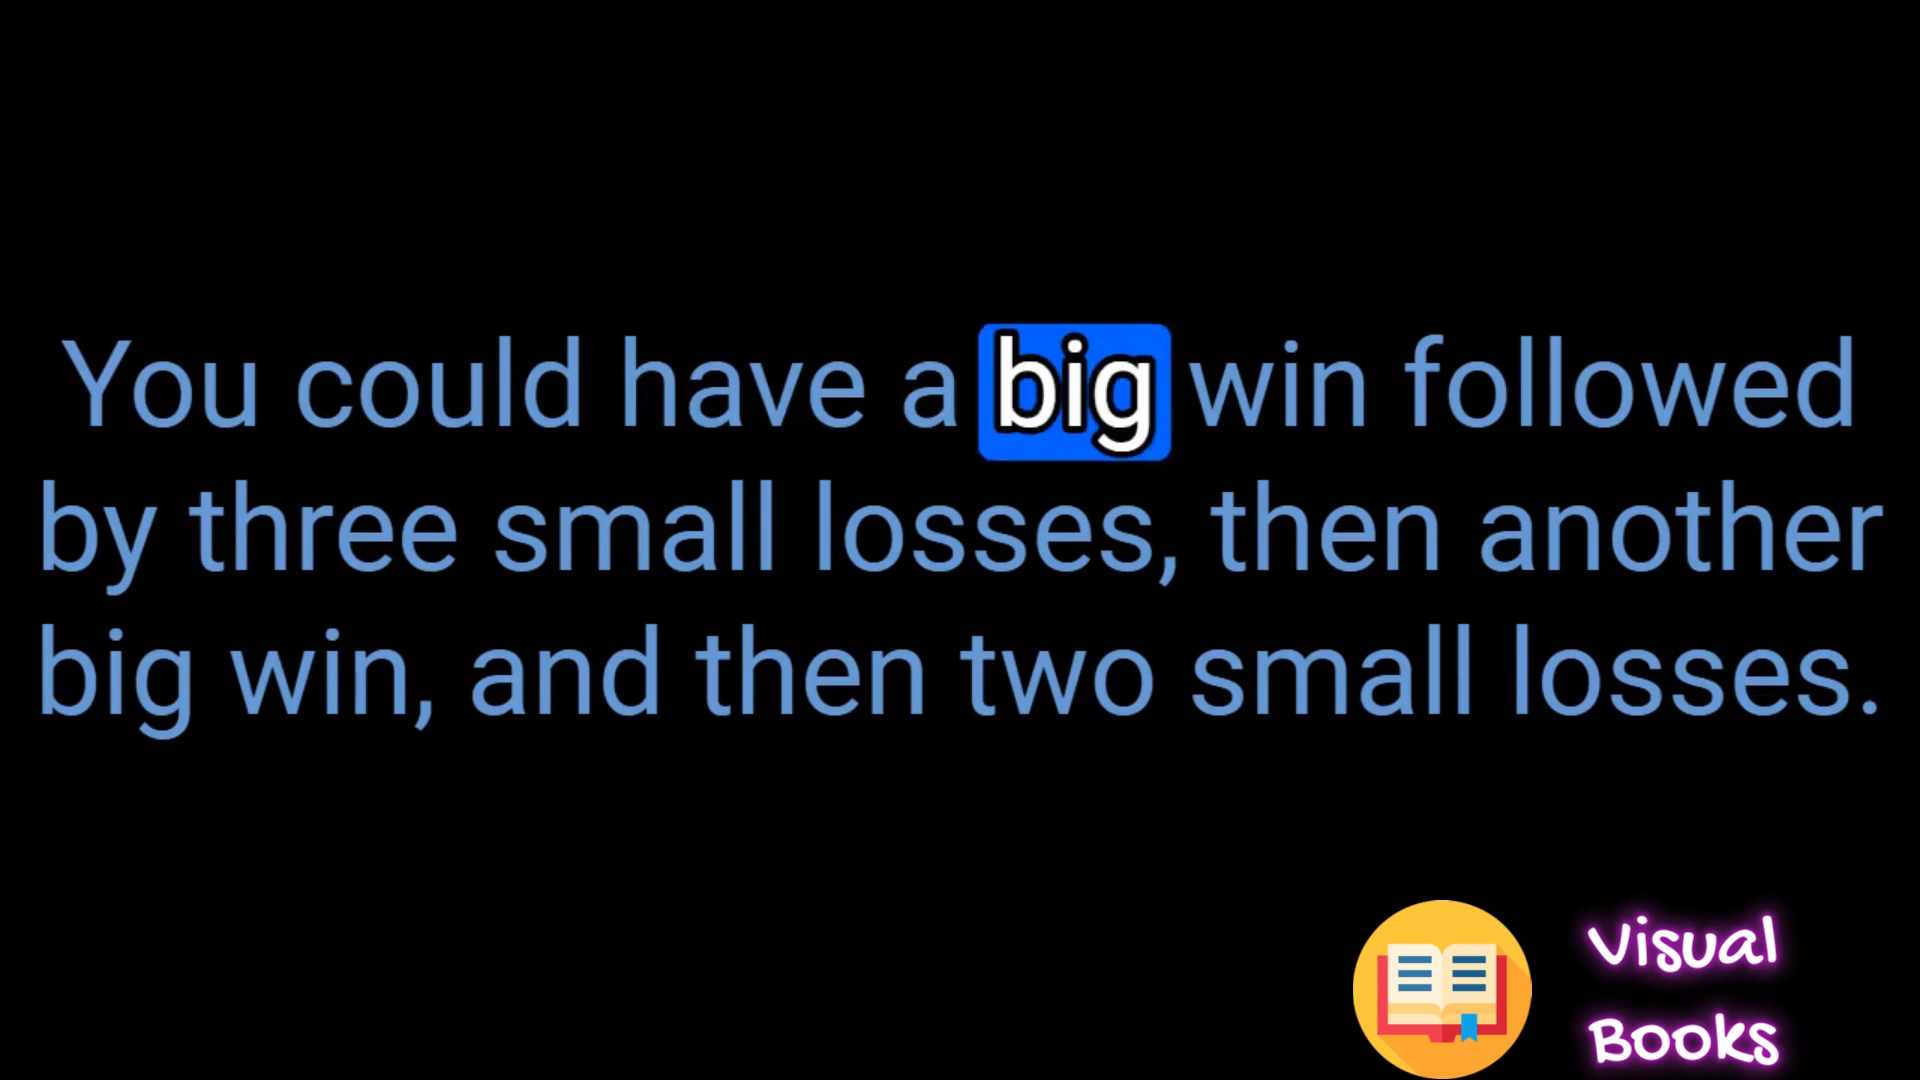 You could have a big win followed
by three small losses, then another
big win, and then two small losses.
Visual
Books